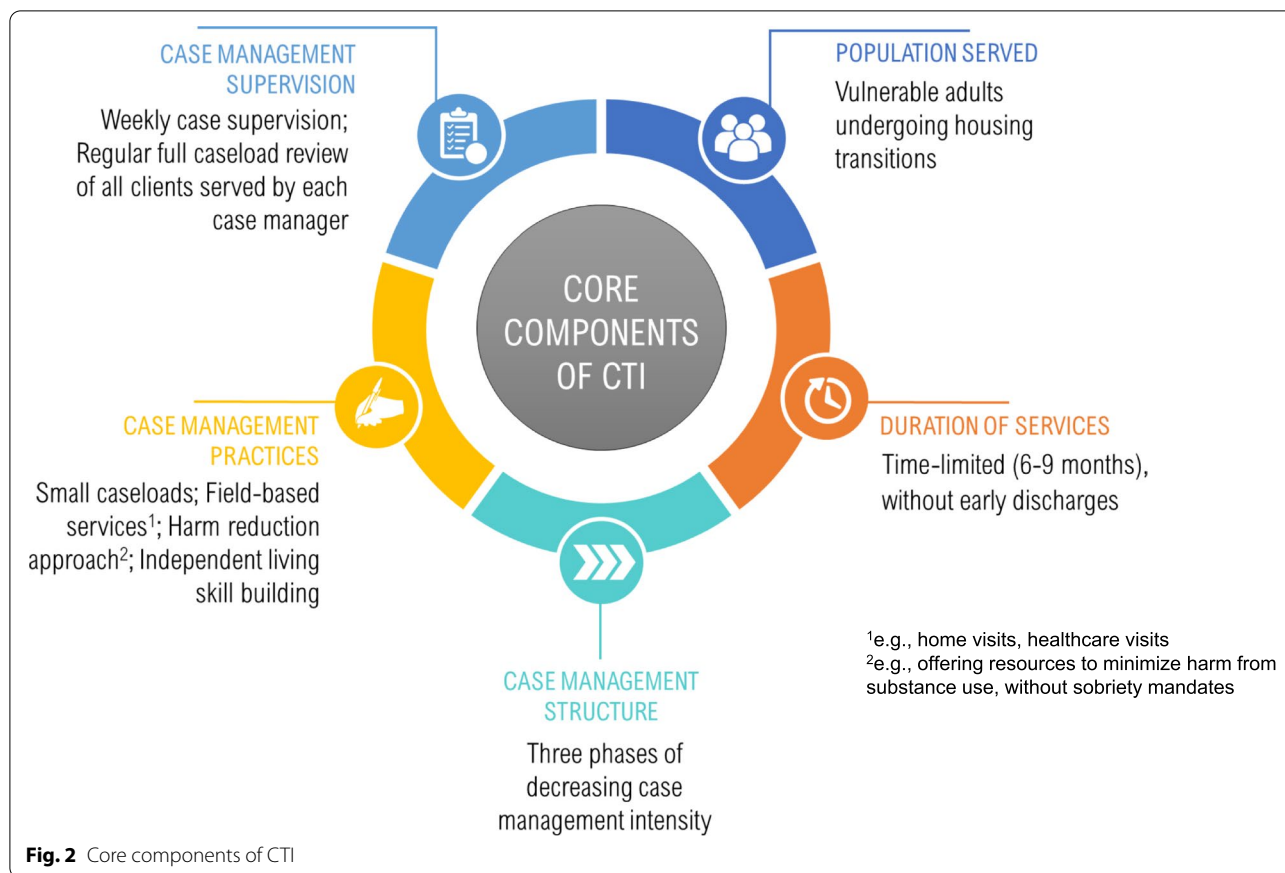 CASE MANAGEMENT
SUPERVISION
Weekly case supervision;
Regular full caseload review
of all clients served by each
case manager
POPULATION SERVED
Vulnerable adults
undergoing housing
transitions
CORE
COMPONENTS
OF CTI
CASE MANAGEMENT
PRACTICES
Small caseloads; Field-based
services¹; Harm reduction
approach²; Independent living
skill building
DURATION OF SERVICES
Time-limited (6-9 months),
without early discharges
CASE MANAGEMENT
STRUCTURE
Three phases of
decreasing case
management intensity
¹e.g., home visits, healthcare visits
²e.g., offering resources to minimize harm from
substance use, without sobriety mandates
Fig. 2 Core components of CTI